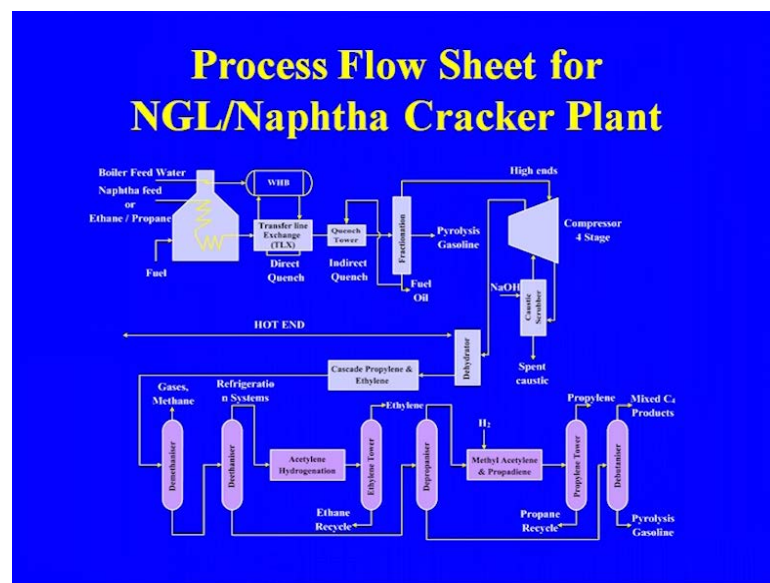 Process Flow Sheet for
NGL/Naphtha Cracker Plant
High ends
Boiler Feed Water
WHB
Naphtha feed
or
Ethane / Propane
Fuel
Transfer line
Exchange
(TLX)
Direct
Quench
Quench
Tower
Indirect
Quench
Fractionation
Pyrolysis
Gasoline
Fuel
Oil
Compressor
4 Stage
NaOH
Caustic
Scrubber
Spent
caustic
HOT END
Dehydrator
Cascade Propylene &
Ethylene
Gases,
Methane
Refrigeratio
n Systems
Demethaniser
Deethaniser
Acetylene
Hydrogenation
Ethylene
Ethylene Tower
Ethane
Recycle
Depropaniser
H₂
Methyl Acetylene
& Propadiene
Propylene
Propylene Tower
Propane
Recycle
Mixed C₄
Products
Debutaniser
Pyrolysis
Gasoline